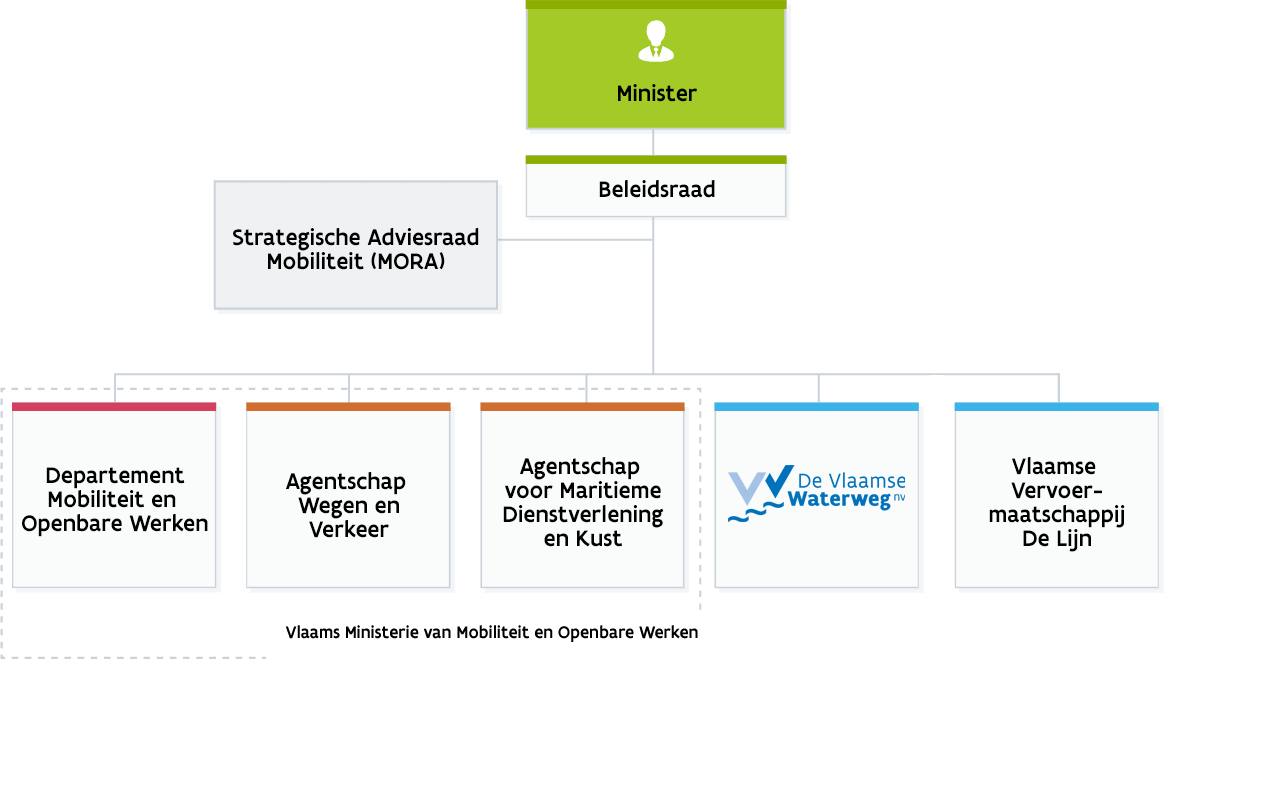 Minister
Beleidsraad
Strategische Adviesraad
Mobiliteit (MORA)
Departement
Mobiliteit en
Openbare Werken
Agentschap
Wegen en
Verkeer
Agentschap
voor Maritieme
Dienstverlening
en Kust
De Vlaamse
Waterweg nv
Vlaamse
Vervoer-
maatschappij
De Lijn
Vlaams Ministerie van Mobiliteit en Openbare Werken